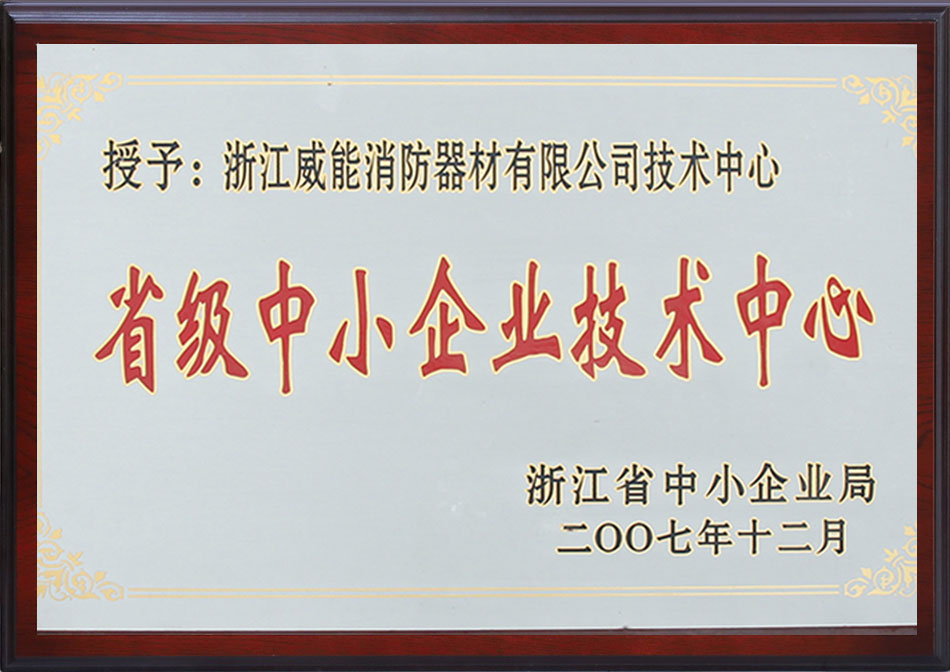 授予：浙江威能消防器材有限公司技术中心
省级中小企业技术中心
浙江省中小企业局
二〇〇七年十二月